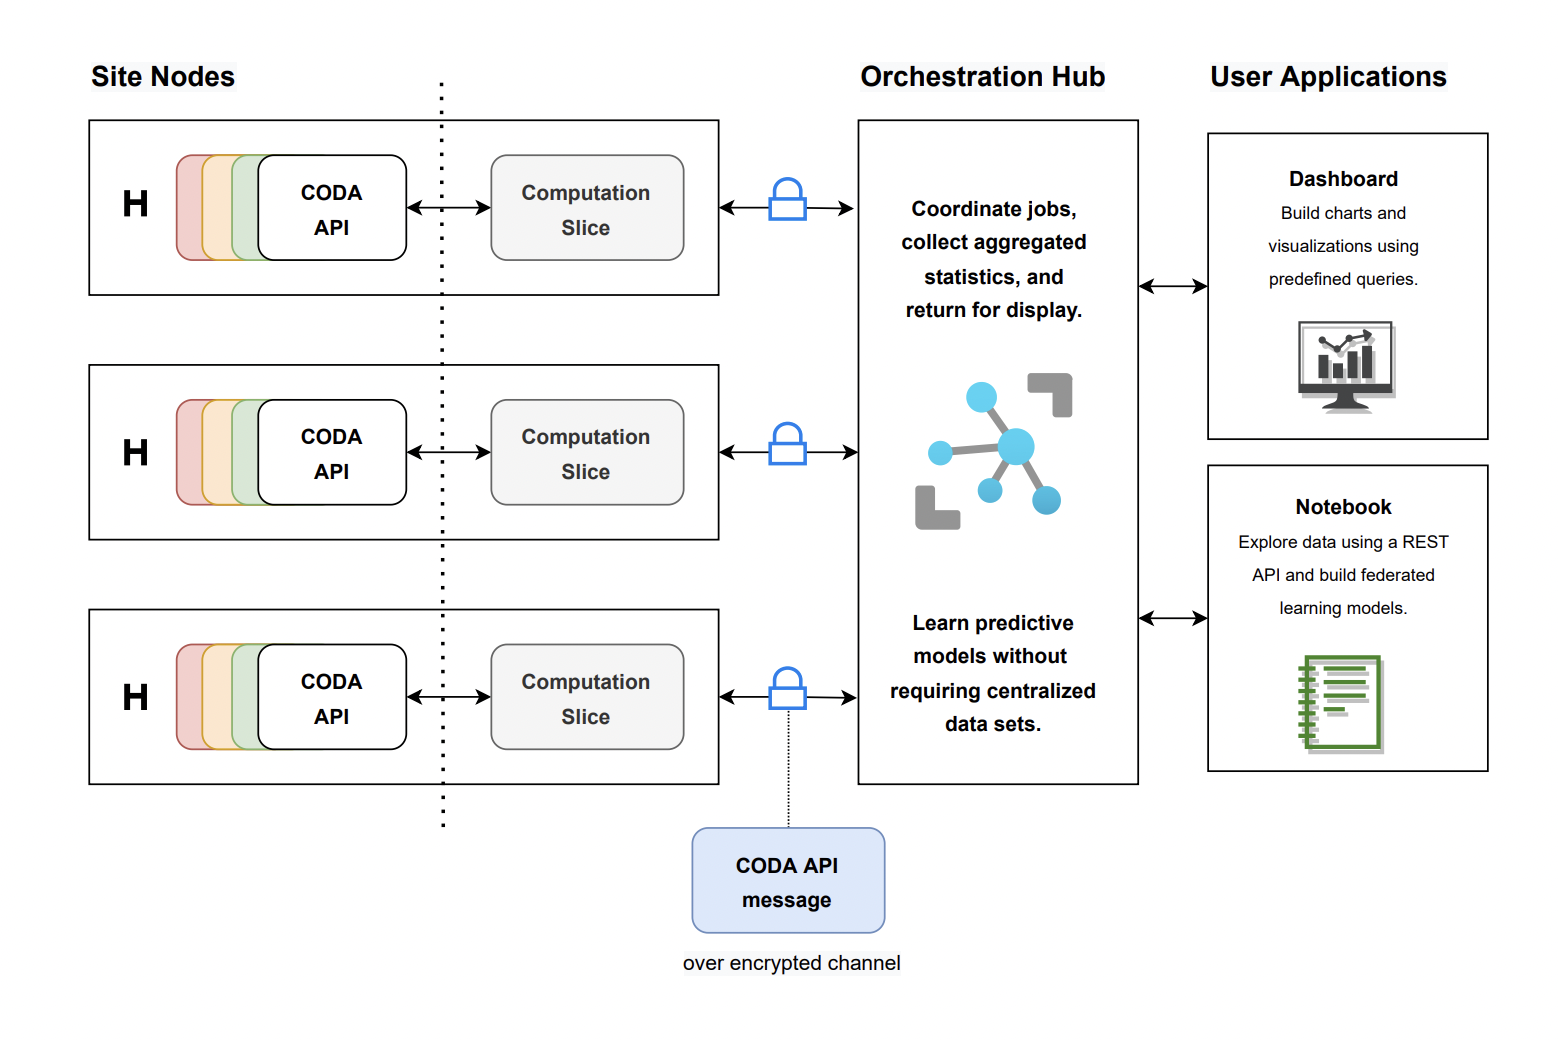 Site Nodes
Orchestration Hub
User Applications
H
CODA
API
Computation
Slice
H
CODA
API
Computation
Slice
H
CODA
API
Computation
Slice
Coordinate jobs,
collect aggregated
statistics, and
return for display.
Learn predictive
models without
requiring centralized
data sets.
Dashboard
Build charts and
visualizations using
predefined queries.
Notebook
Explore data using a REST
API and build federated
learning models.
CODA API
message
over encrypted channel